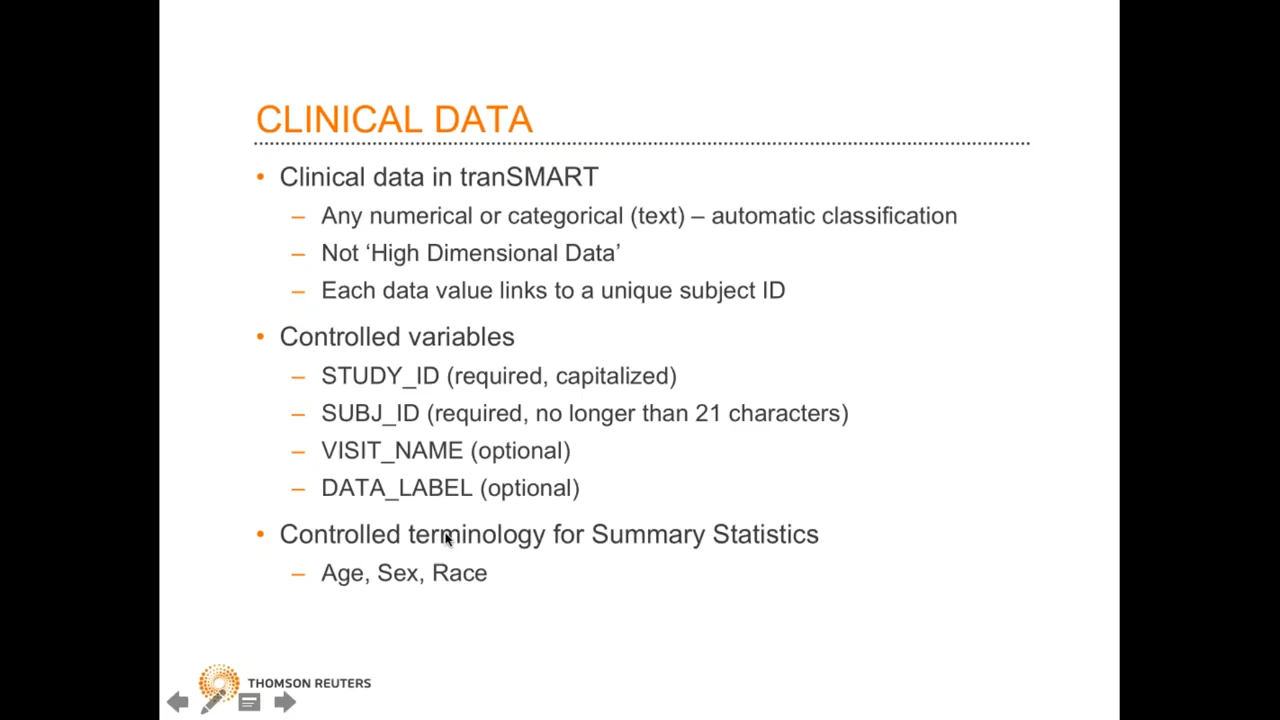 CLINICAL DATA
• Clinical data in tranSMART
– Any numerical or categorical (text) – automatic classification
– Not ‘High Dimensional Data’
– Each data value links to a unique subject ID
• Controlled variables
– STUDY_ID (required, capitalized)
– SUBJ_ID (required, no longer than 21 characters)
– VISIT_NAME (optional)
– DATA_LABEL (optional)
• Controlled terminology for Summary Statistics
– Age, Sex, Race
THOMSON REUTERS